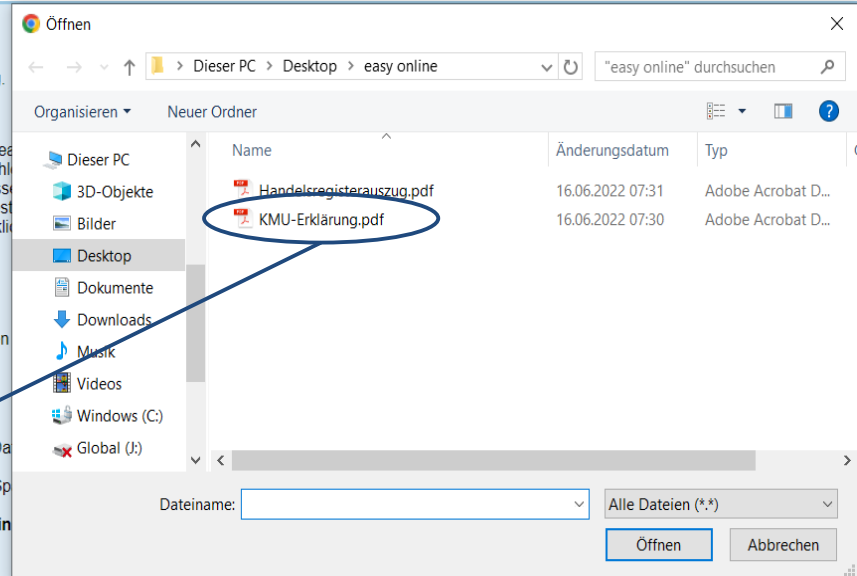 Öffnen
Dieser PC > Desktop > easy online
"easy online" durchsuchen
Organisieren
Neuer Ordner
Name
Änderungsdatum
Typ
Dieser PC
3D-Objekte
Bilder
Desktop
Dokumente
Downloads
Musik
Videos
Windows (C:)
Global (J:)
Handelsregisterauszug.pdf 16.06.2022 07:31 Adobe Acrobat D...
KMU-Erklärung.pdf 16.06.2022 07:30 Adobe Acrobat D...
Dateiname:
Alle Dateien (*.*)
Öffnen
Abbrechen